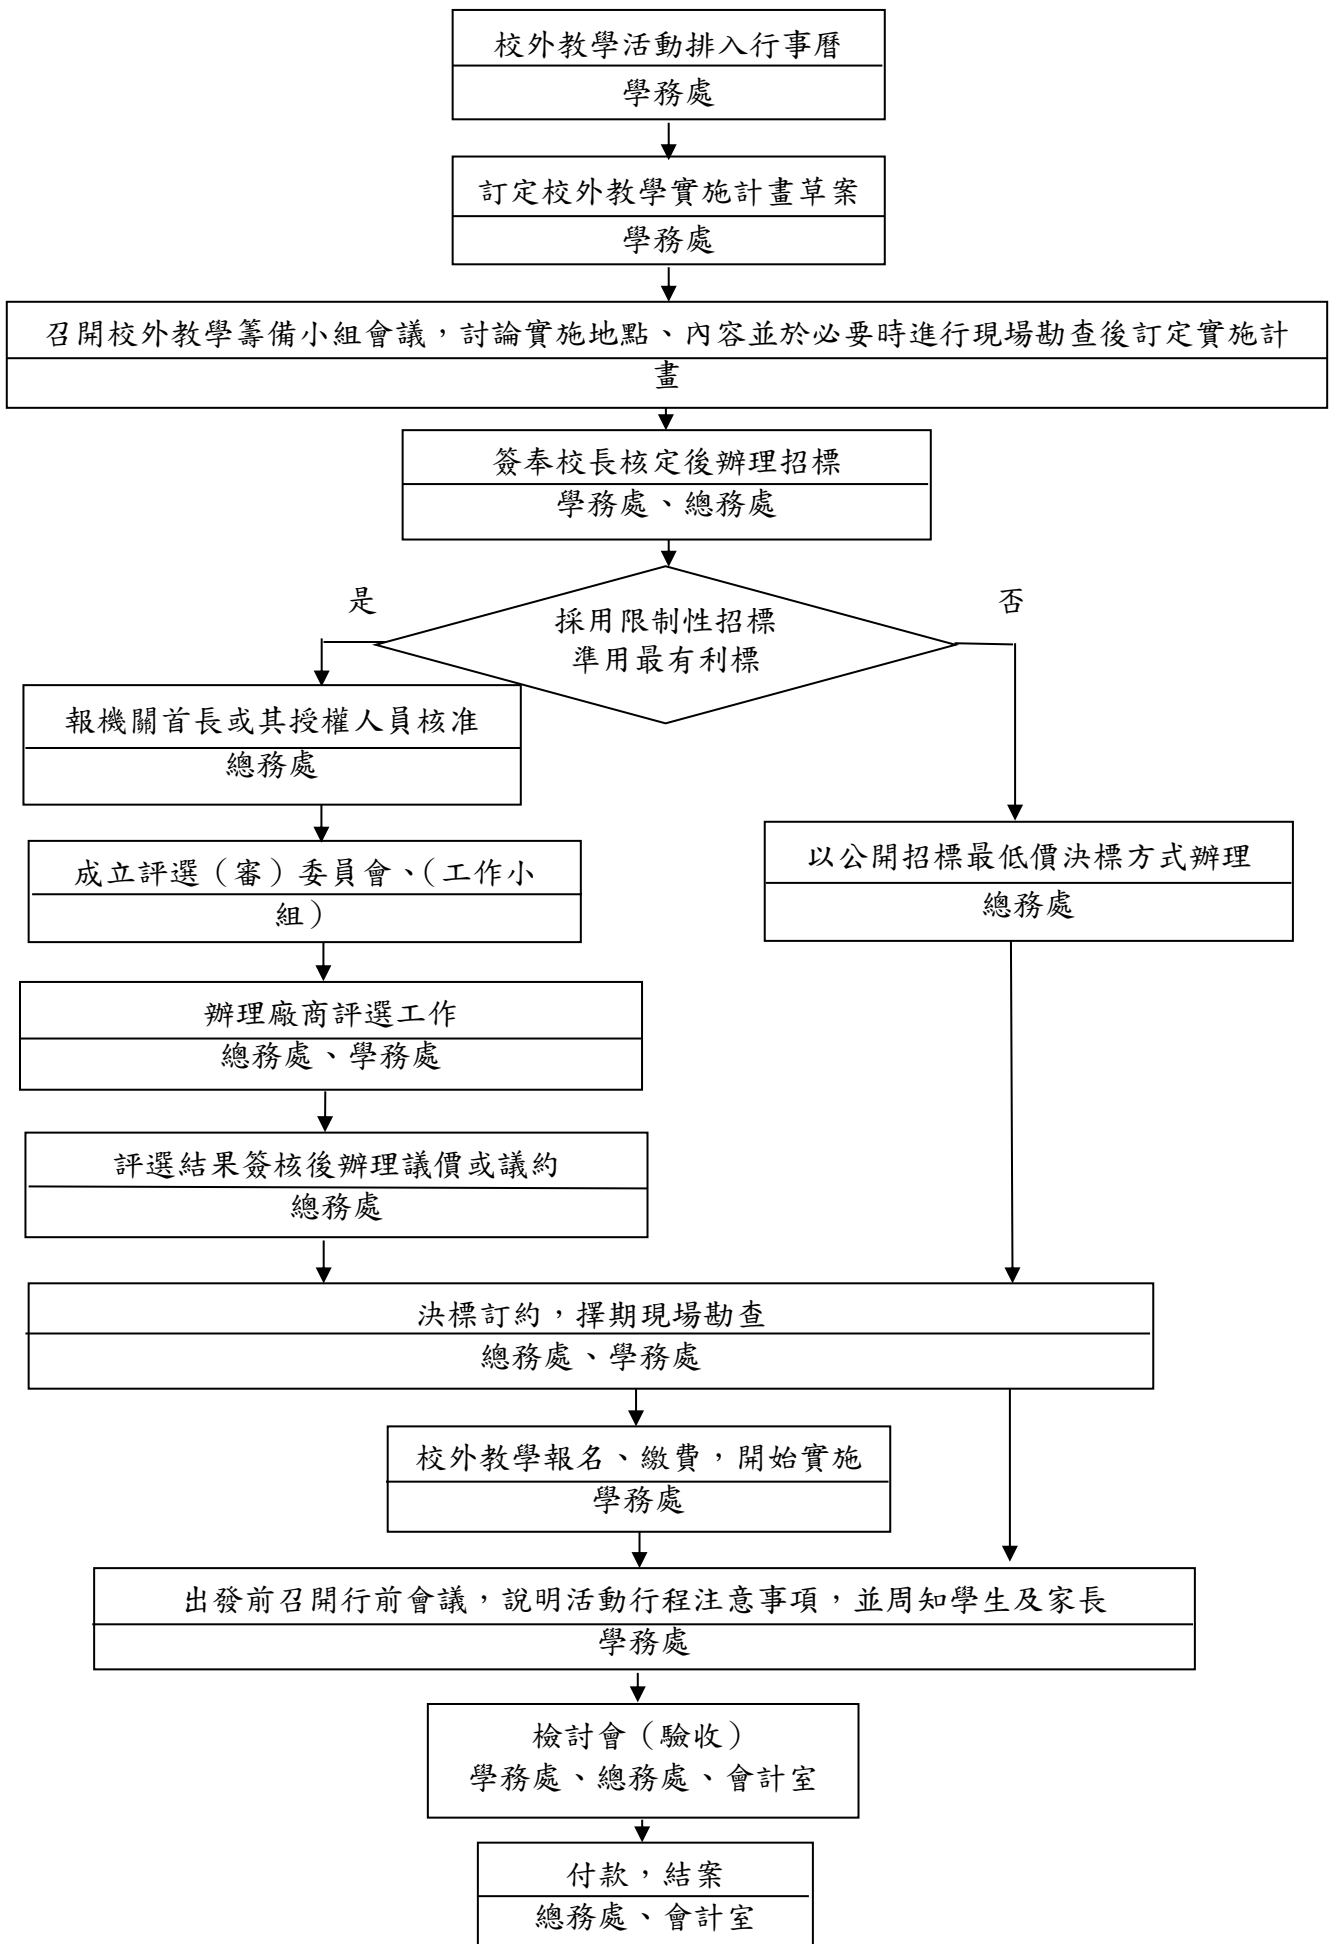 校外教學活動排入行事曆
學務處
訂定校外教學實施計畫草案
學務處
召開校外教學籌備小組會議，討論實施地點、內容並於必要時進行現場勘查後訂定實施計
畫
簽奉校長核定後辦理招標
學務處、總務處
是
否
採用限制性招標
準用最有利標
報機關首長或其授權人員核准
總務處
成立評選（審）委員會、（工作小
組）
以公開招標最低價決標方式辦理
總務處
辦理廠商評選工作
總務處、學務處
評選結果簽核後辦理議價或議約
總務處
決標訂約，擇期現場勘查
總務處、學務處
校外教學報名、繳費，開始實施
學務處
出發前召開行前會議，說明活動行程注意事項，並周知學生及家長
學務處
檢討會（驗收）
學務處、總務處、會計室
付款，結案
總務處、會計室